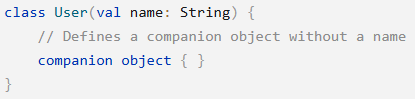 class User(val name: String) {
    // Defines a companion object without a name
    companion object { }
}